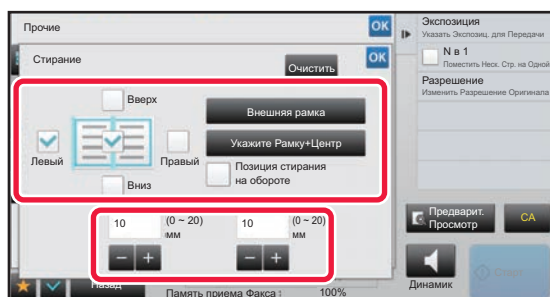 Прочие
OK
Стирание
Очистить
OK
Вверх
Внешняя рамка
Укажите Рамку+Центр
Левый
Правый
Позиция стирания
на обороте
Вниз
10
(0 ~ 20)
мм
10
(0 ~ 20)
мм
Назад
Память приема Факса :
100%
Экспозиция
Указать Экспозиц. для Передачи
N в 1
Поместить Неск. Стр. на Одной
Разрешение
Изменить Разрешение Оригинала
Предварит.
Просмотр
CA
Динамик
Старт